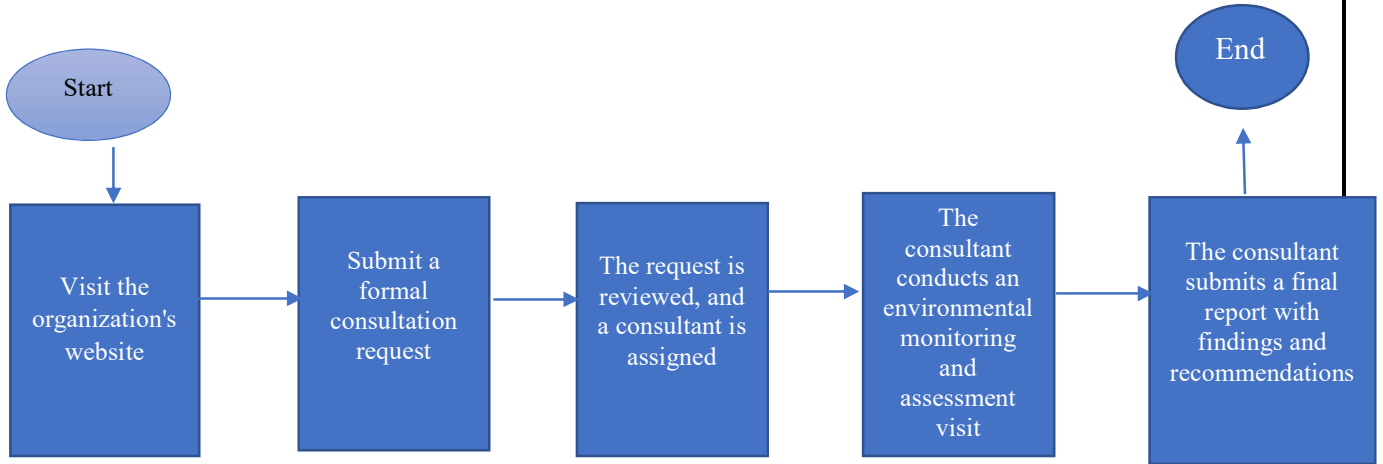 Start
Visit the
organization's
website
Submit a
formal
consultation
request
The request is
reviewed, and
a consultant is
assigned
The
consultant
conducts an
environmental
monitoring
and
assessment
visit
The consultant
submits a final
report with
findings and
recommendations
End